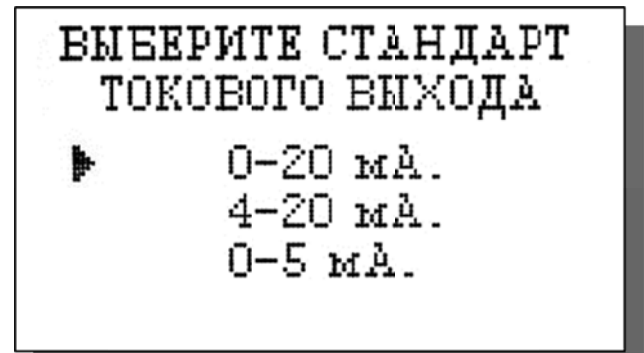 ВЫБЕРИТЕ СТАНДАРТ
ТОКОВОГО ВЫХОДА
0-20 мА.
4-20 мА.
0-5 мА.